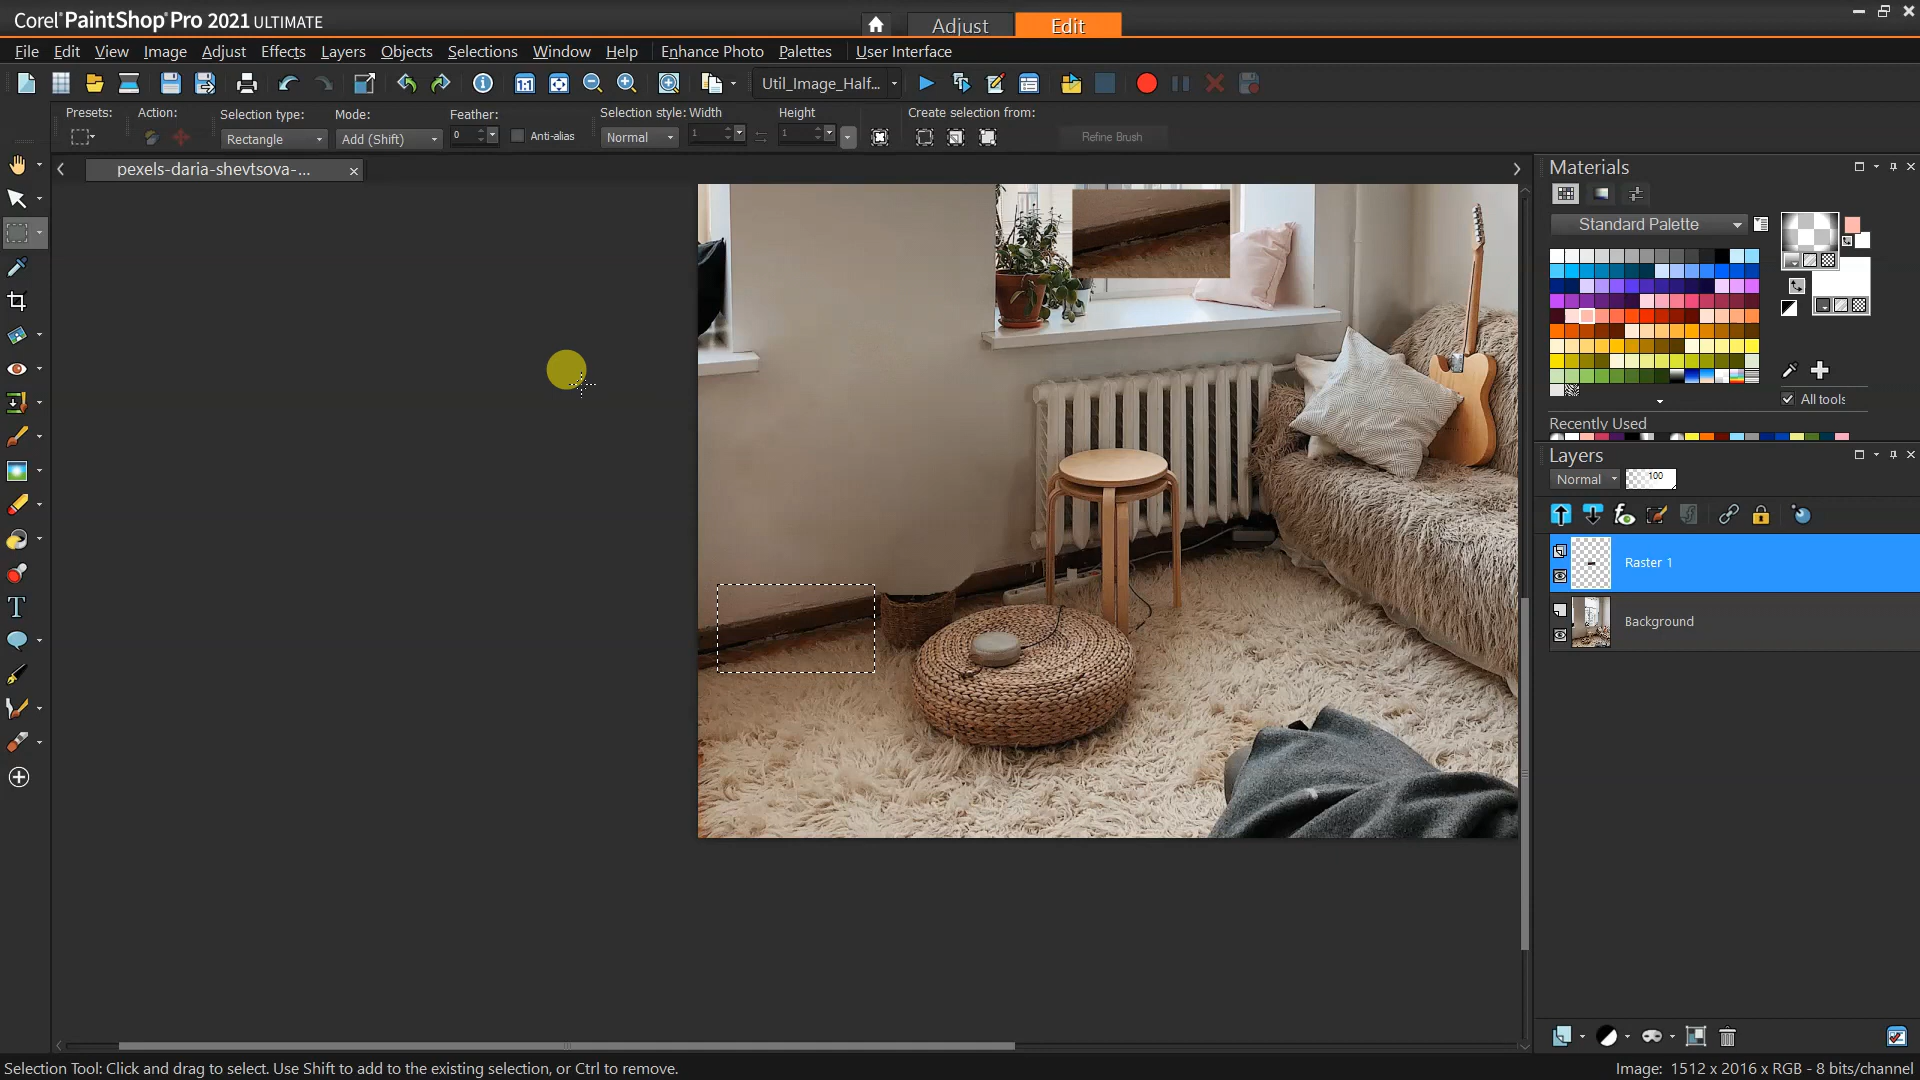 Corel PaintShop Pro 2021 ULTIMATE
Adjust
Edit
File Edit View Image Adjust Effects Layers Objects Selections Window Help Enhance Photo Palettes User Interface
Util_Image_Half...
Presets:
Action:
Selection type:
Rectangle
Mode:
Add (Shift)
Feather:
0
Anti-alias
Selection style:
Normal
Width
1
Height
1
Create selection from:
Refine Brush
pexels-daria-shevtsova-...
Materials
Standard Palette
All tools
Recently Used
Layers
Normal
100
Raster 1
Background
Selection Tool: Click and drag to select. Use Shift to add to the existing selection, or Ctrl to remove.
Image: 1512 x 2016 x RGB - 8 bits/channel